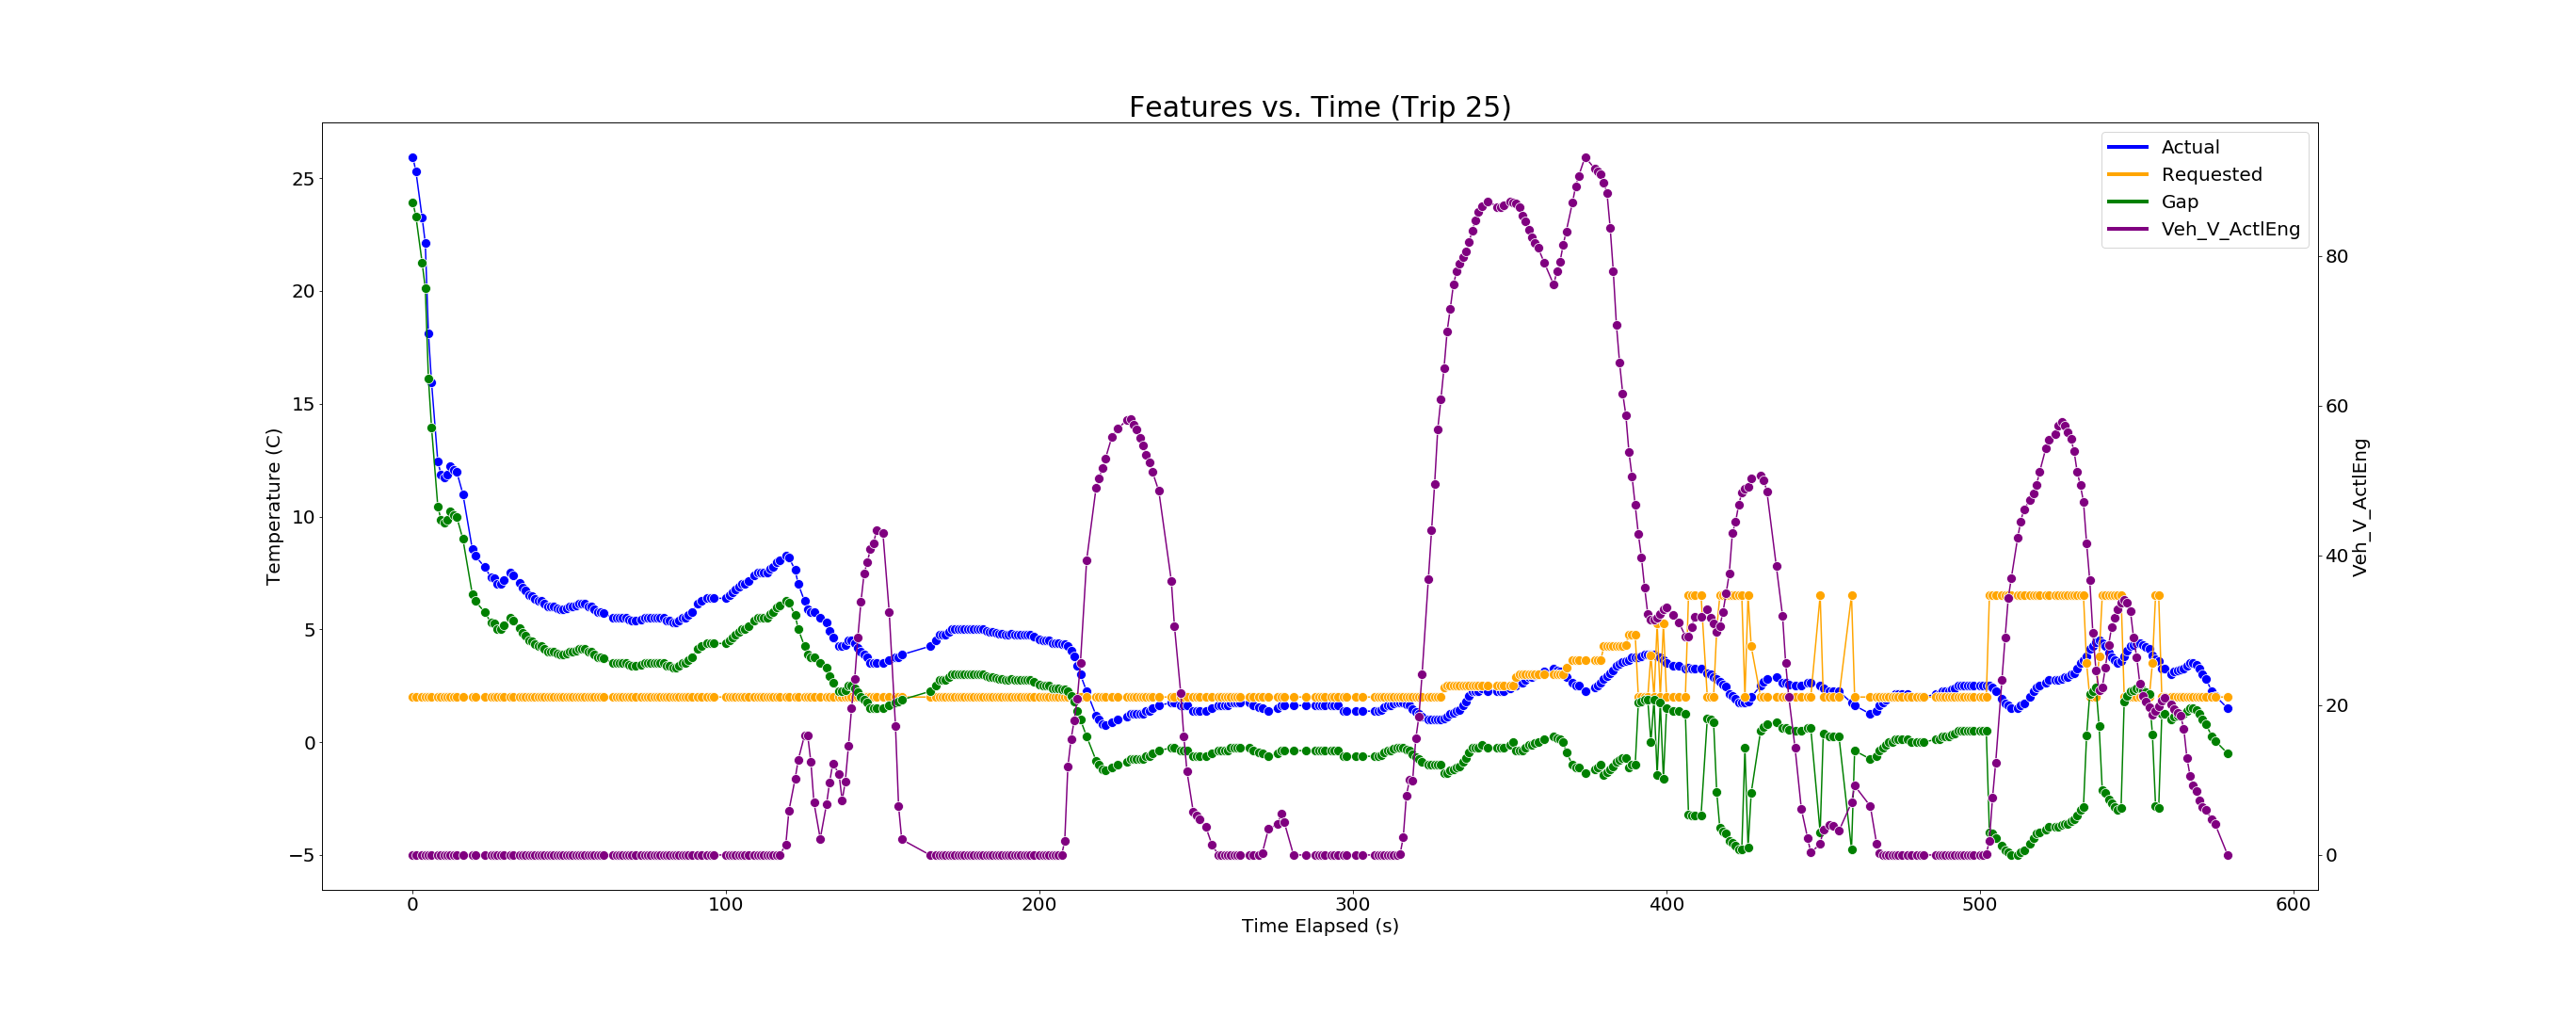 Features vs. Time (Trip 25)
Actual
Requested
Gap
Veh_V_ActlEng
25
20
15
10
5
0
−5
Temperature (C)
80
60
40
20
0
Veh_V_ActlEng
0 100 200 300 400 500 600
Time Elapsed (s)